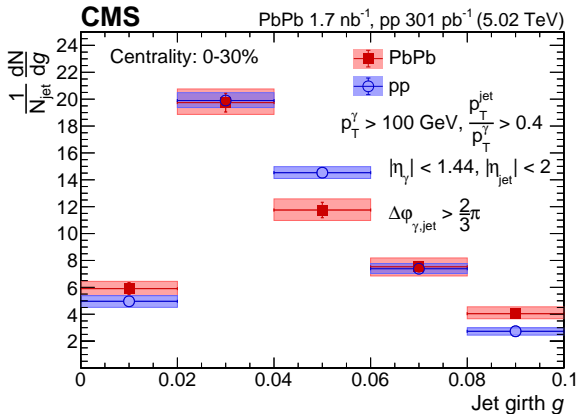 CMS PbPb 1.7 nb⁻¹, pp 301 pb⁻¹ (5.02 TeV)
1/N_jet dN/dg
Centrality: 0-30%
PbPb
pp
p_T^γ > 100 GeV, p_T^jet/p_T^γ > 0.4
|η_γ| < 1.44, |η_jet| < 2
Δφ_γ,jet > 2/3 π
24
22
20
18
16
14
12
10
8
6
4
2
0 0.02 0.04 0.06 0.08 0.1
Jet girth g